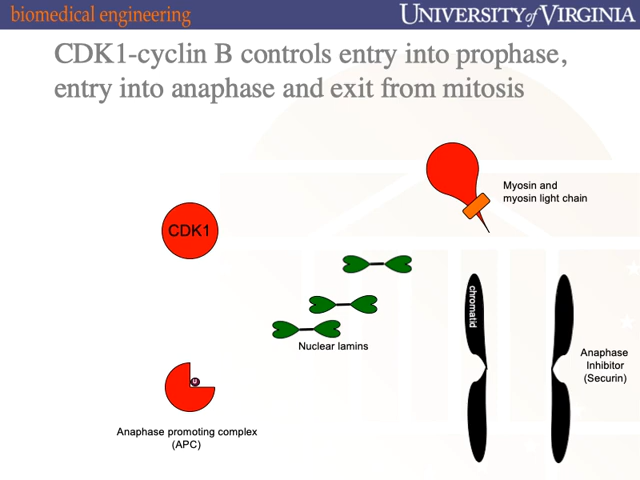 biomedical engineering
UNIVERSITY of VIRGINIA
CDK1-cyclin B controls entry into prophase,
entry into anaphase and exit from mitosis
Myosin and
myosin light chain
CDK1
chromatid
Nuclear lamins
Anaphase
Inhibitor
(Securin)
Anaphase promoting complex
(APC)